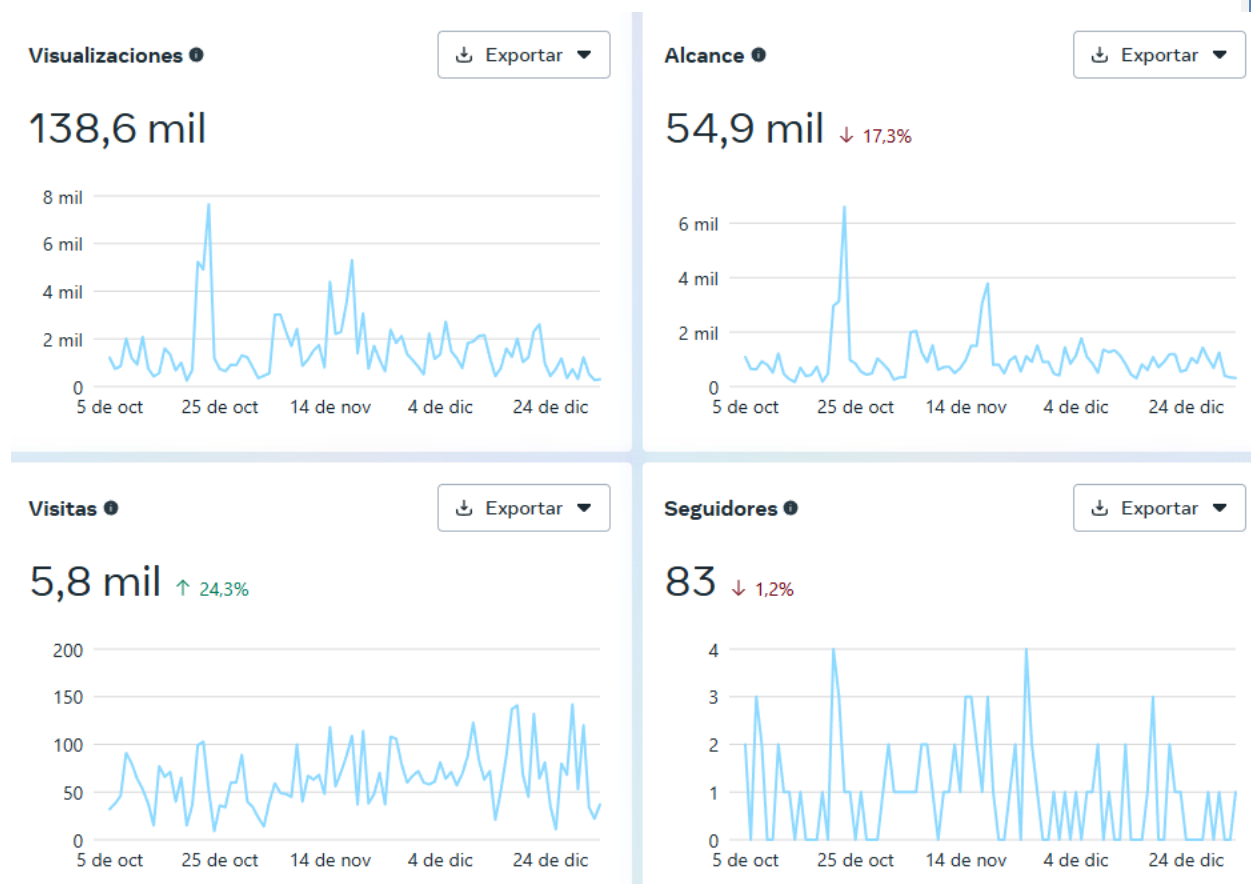 Visualizaciones
Exportar
138,6 mil
8 mil
6 mil
4 mil
2 mil
0
5 de oct 25 de oct 14 de nov 4 de dic 24 de dic
Alcance
Exportar
54,9 mil ↓ 17,3%
6 mil
4 mil
2 mil
0
5 de oct 25 de oct 14 de nov 4 de dic 24 de dic
Visitas
Exportar
5,8 mil ↑ 24,3%
200
150
100
50
0
5 de oct 25 de oct 14 de nov 4 de dic 24 de dic
Seguidores
Exportar
83 ↓ 1,2%
4
3
2
1
0
5 de oct 25 de oct 14 de nov 4 de dic 24 de dic